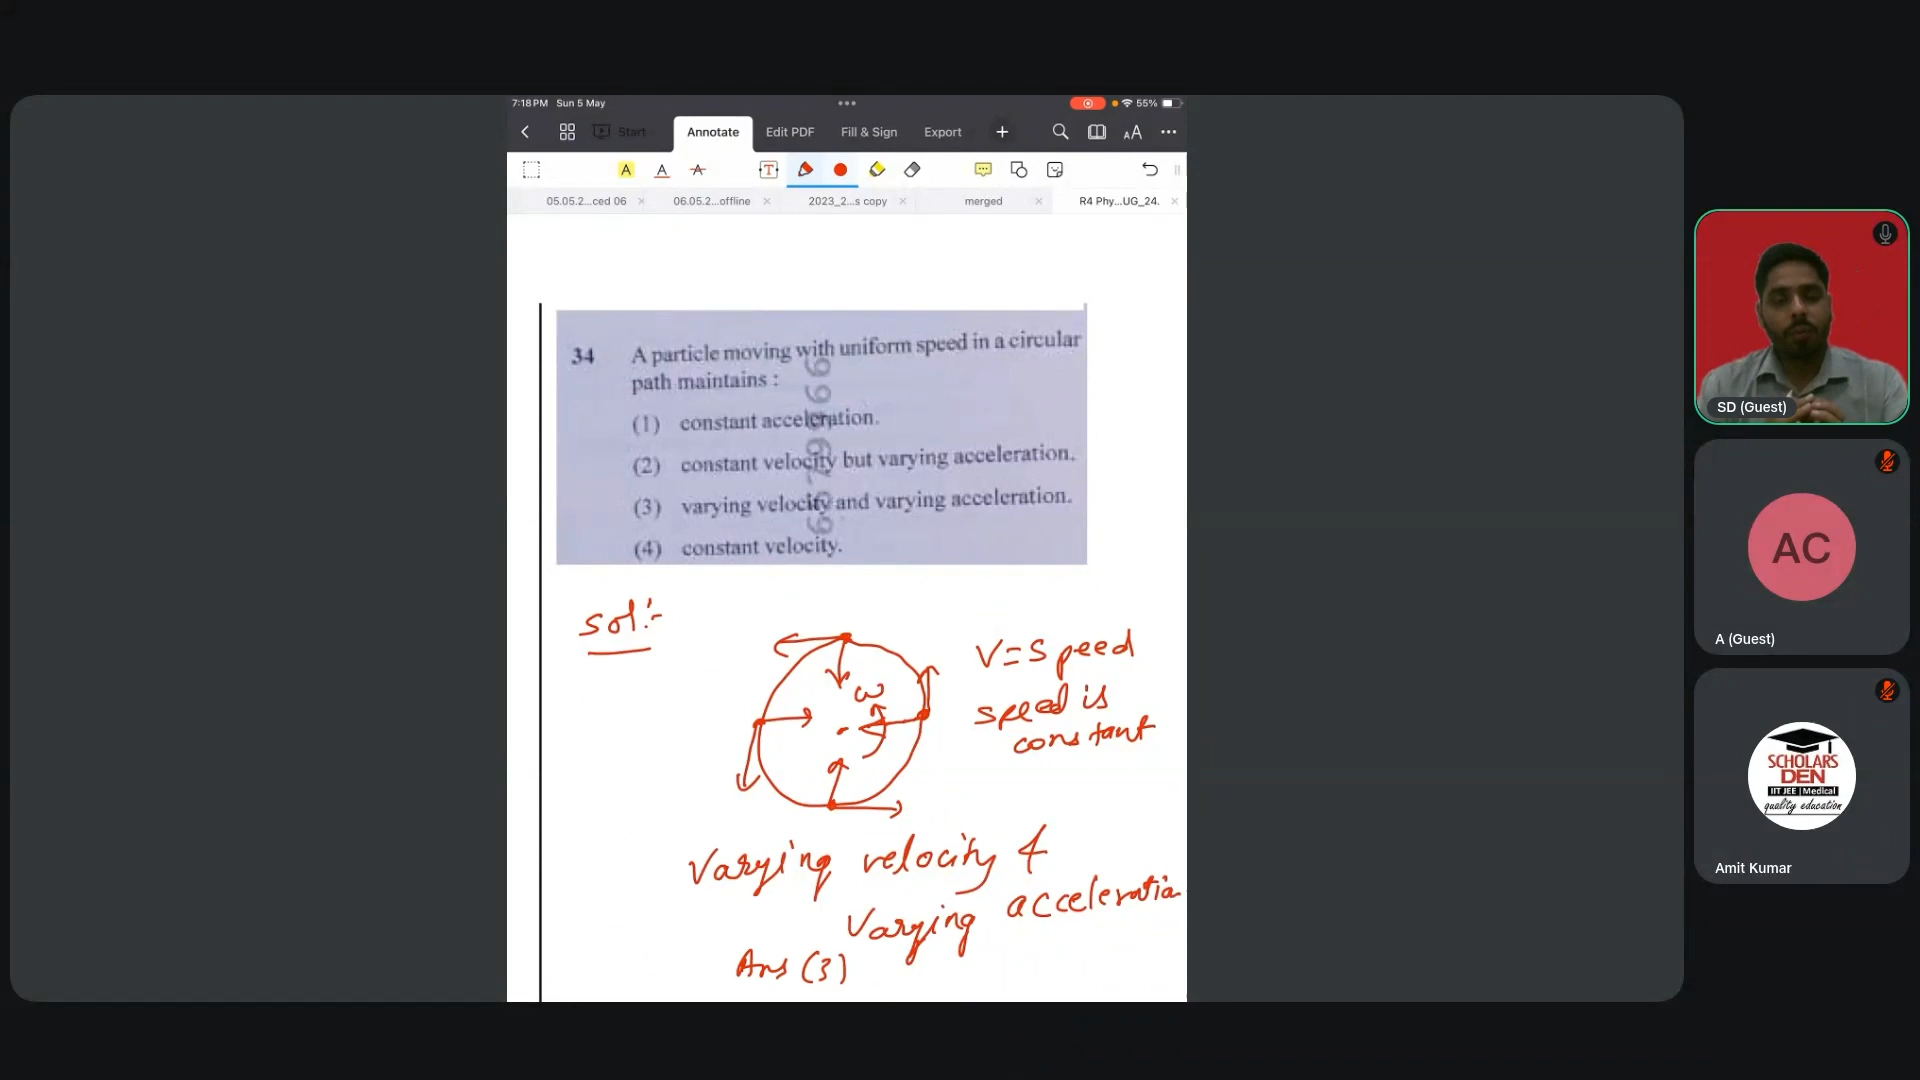 7:18 PM Sun 5 May
55%
Start
Annotate
Edit PDF
Fill & Sign
Export
AA
A A A T
05.05.2...ced 06
06.05.2...offline
2023_2...s copy
merged
R4 Phy...UG_24.
34 A particle moving with uniform speed in a circular
path maintains :
(1) constant acceleration.
(2) constant velocity but varying acceleration.
(3) varying velocity and varying acceleration.
(4) constant velocity.
Sol:-
ω
V=Speed
speed is
constant
Varying velocity &
Varying acceleratio
Ans (3)
SD (Guest)
AC
A (Guest)
SCHOLARS
DEN
IIT JEE | Medical
quality education
Amit Kumar